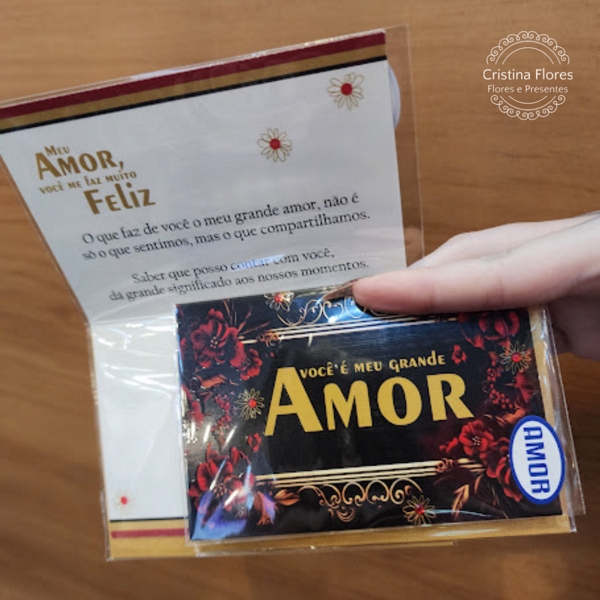 Cristina Flores
Flores e Presentes
MEU
AMOR,
VOCÊ ME FAZ MUITO
FELIZ
O que faz de você o meu grande amor, não é
só o que sentimos, mas o que compartilhamos.
Saber que posso contar com você,
dá grande significado aos nossos momentos.
VOCÊ É MEU GRANDE
AMOR
AMOR